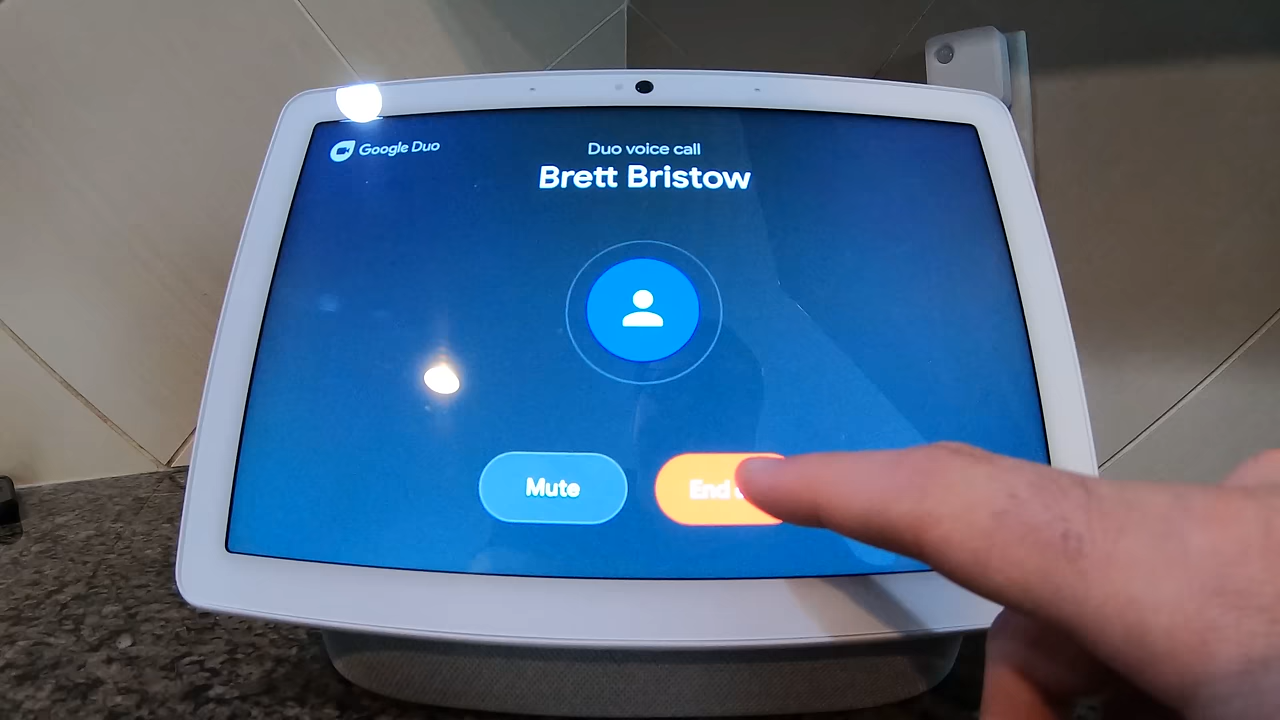 Google Duo
Duo voice call
Brett Bristow
Mute
End